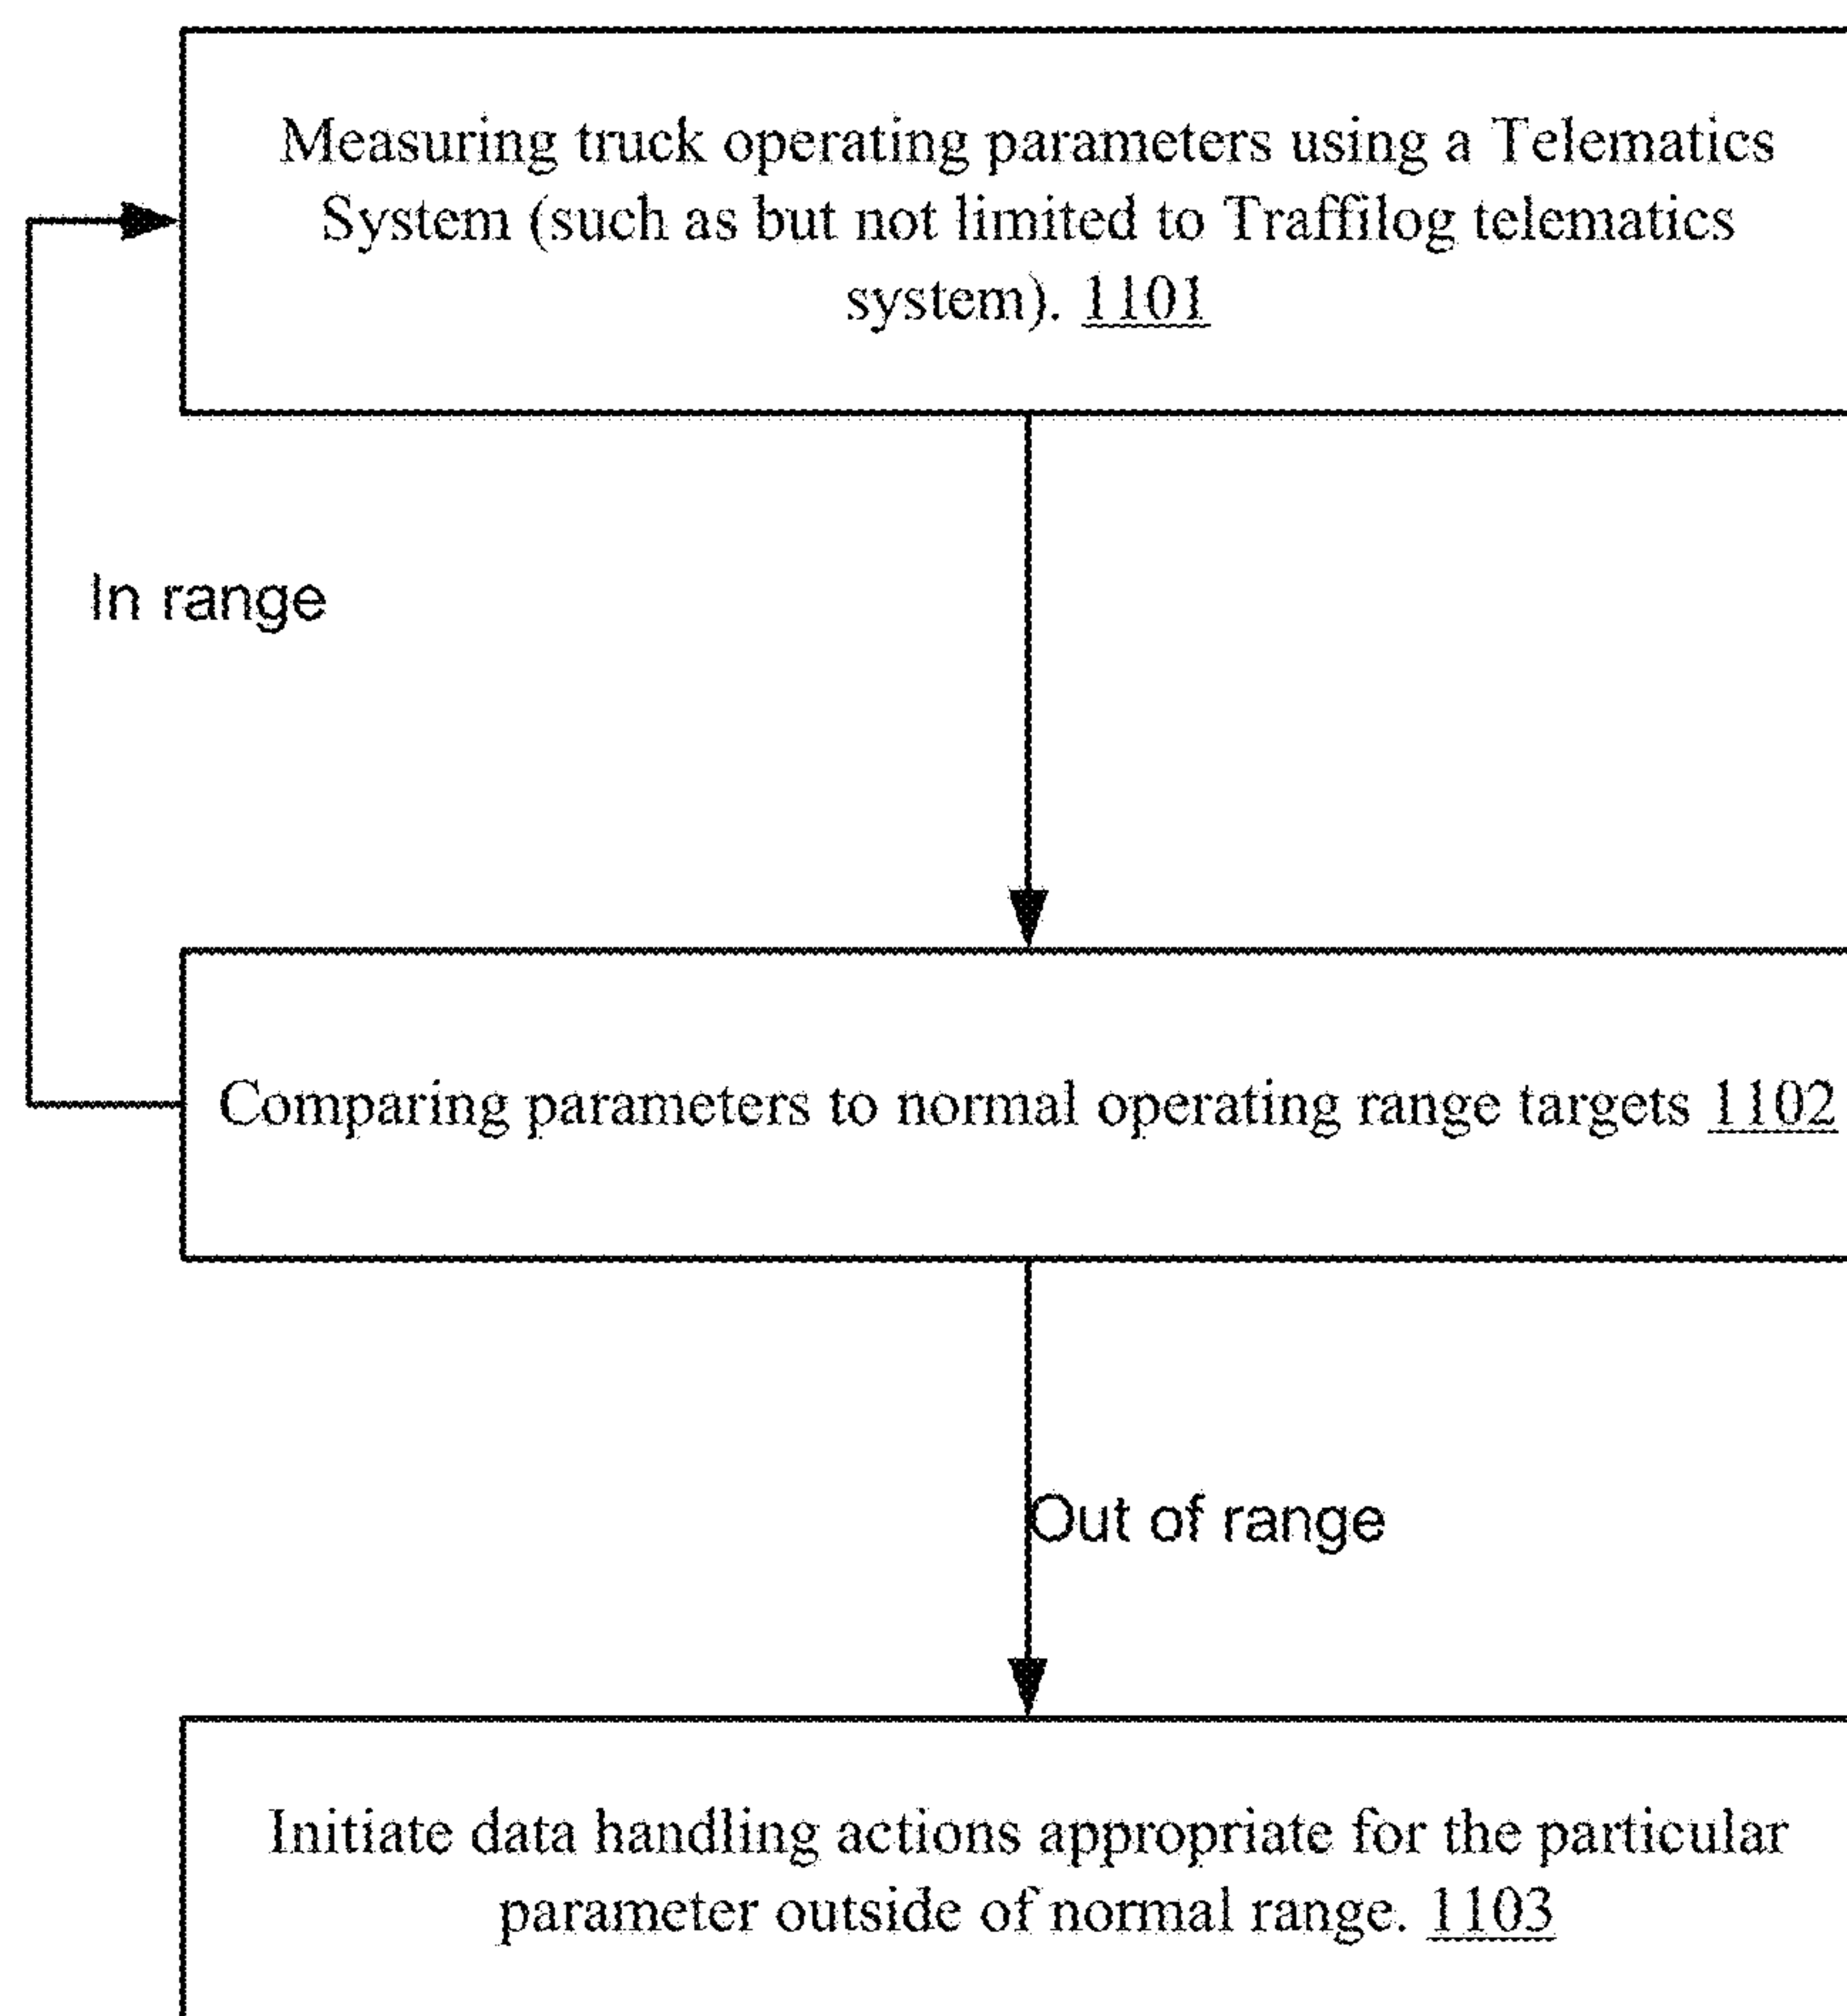 Measuring truck operating parameters using a Telematics
System (such as but not limited to Traffilog telematics
system). 1101
In range
Comparing parameters to normal operating range targets 1102
Out of range
Initiate data handling actions appropriate for the particular
parameter outside of normal range. 1103